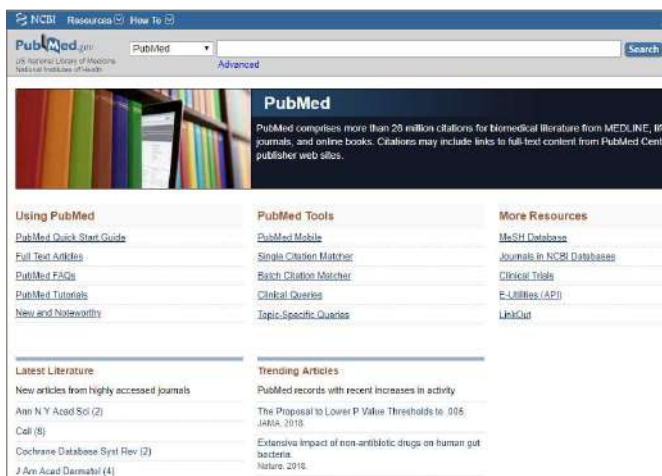 NCBI Resources How To
PubMed.gov
US National Library of Medicine
National Institutes of Health
PubMed
Search
Advanced
PubMed
PubMed comprises more than 28 million citations for biomedical literature from MEDLINE, li
journals, and online books. Citations may include links to full-text content from PubMed Cent
publisher web sites.
Using PubMed
PubMed Quick Start Guide
Full Text Articles
PubMed FAQs
PubMed Tutorials
New and Noteworthy
PubMed Tools
PubMed Mobile
Single Citation Matcher
Batch Citation Matcher
Clinical Queries
Topic-Specific Queries
More Resources
MeSH Database
Journals in NCBI Databases
Clinical Trials
E-Utilities (API)
LinkOut
Latest Literature
New articles from highly accessed journals
Ann N Y Acad Sci (2)
Cell (8)
Cochrane Database Syst Rev (2)
J Am Acad Dermatol (4)
Trending Articles
PubMed records with recent increases in activity
The Proposal to Lower P Value Thresholds to .005.
JAMA. 2018.
Extensive impact of non-antibiotic drugs on human gut
bacteria.
Nature. 2018.